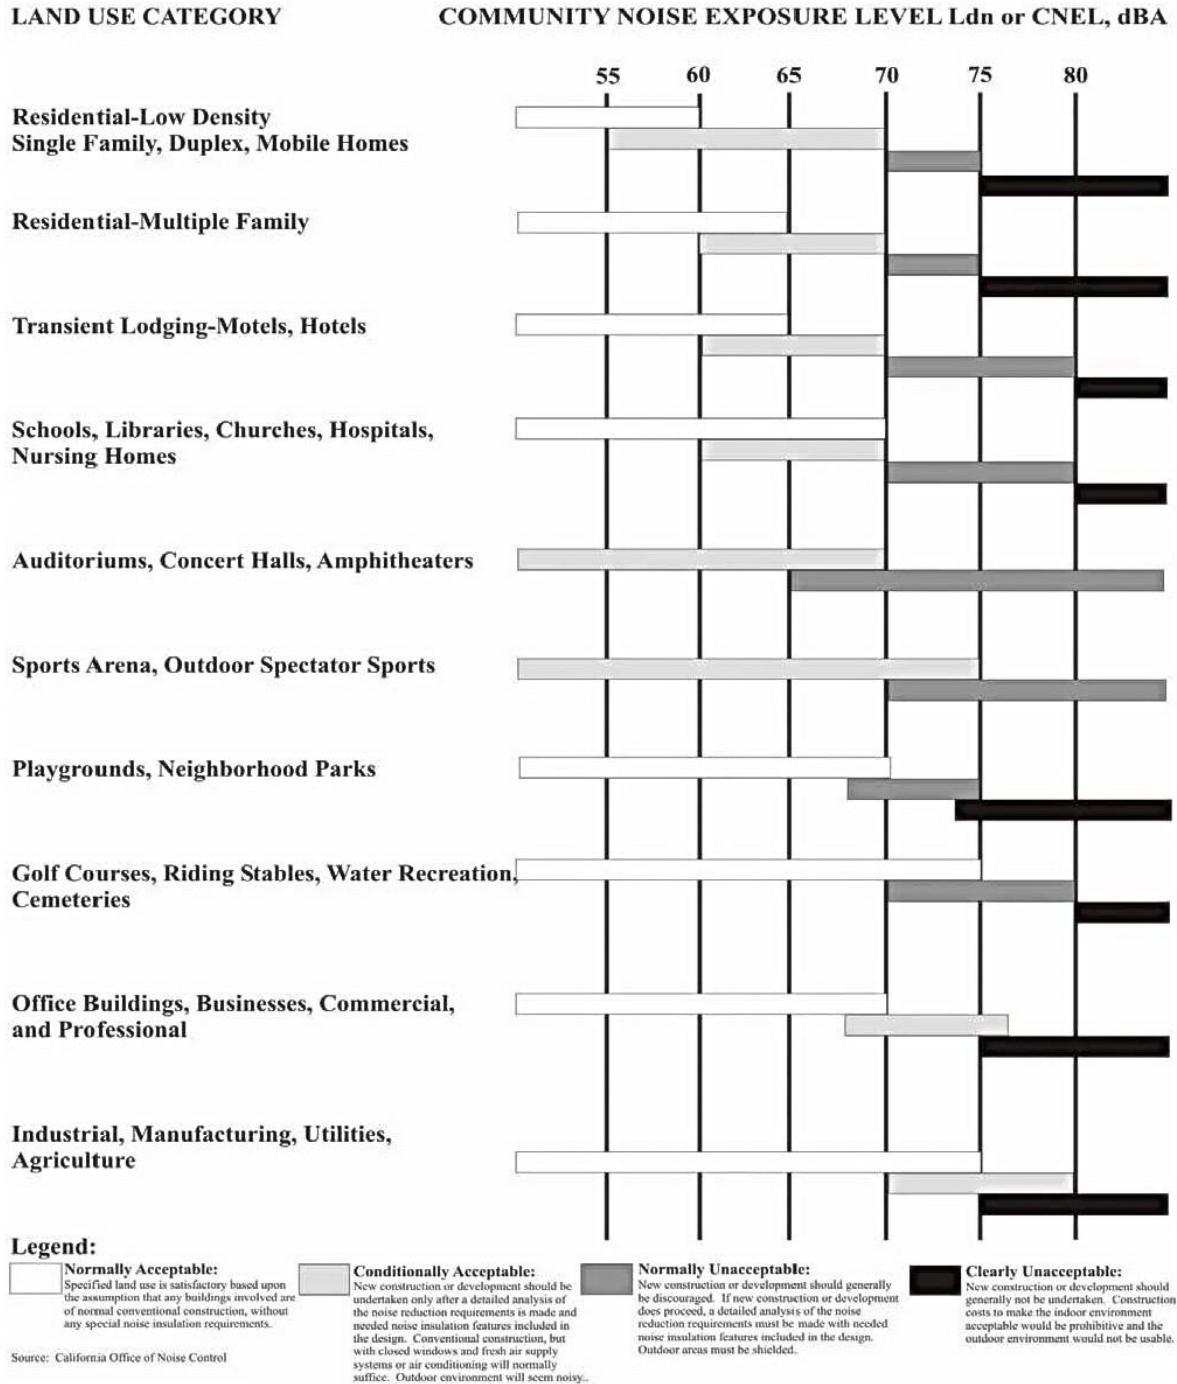 LAND USE CATEGORY COMMUNITY NOISE EXPOSURE LEVEL Ldn or CNEL, dBA
55 60 65 70 75 80
Residential-Low Density
Single Family, Duplex, Mobile Homes
Residential-Multiple Family
Transient Lodging-Motels, Hotels
Schools, Libraries, Churches, Hospitals,
Nursing Homes
Auditoriums, Concert Halls, Amphitheaters
Sports Arena, Outdoor Spectator Sports
Playgrounds, Neighborhood Parks
Golf Courses, Riding Stables, Water Recreation,
Cemeteries
Office Buildings, Businesses, Commercial,
and Professional
Industrial, Manufacturing, Utilities,
Agriculture
Legend:
Normally Acceptable:
Specified land use is satisfactory based upon
the assumption that any buildings involved are
of normal conventional construction, without
any special noise insulation requirements.
Conditionally Acceptable:
New construction or development should be
undertaken only after a detailed analysis of
the noise reduction requirements is made and
needed noise insulation features included in
the design. Conventional construction, but
with closed windows and fresh air supply
systems or air conditioning will normally
suffice. Outdoor environment will seem noisy..
Normally Unacceptable:
New construction or development should generally
be discouraged. If new construction or development
does proceed, a detailed analysis of the noise
reduction requirements must be made with needed
noise insulation features included in the design.
Outdoor areas must be shielded.
Clearly Unacceptable:
New construction or development should
generally not be undertaken. Construction
costs to make the indoor environment
acceptable would be prohibitive and the
outdoor environment would not be usable.
Source: California Office of Noise Control